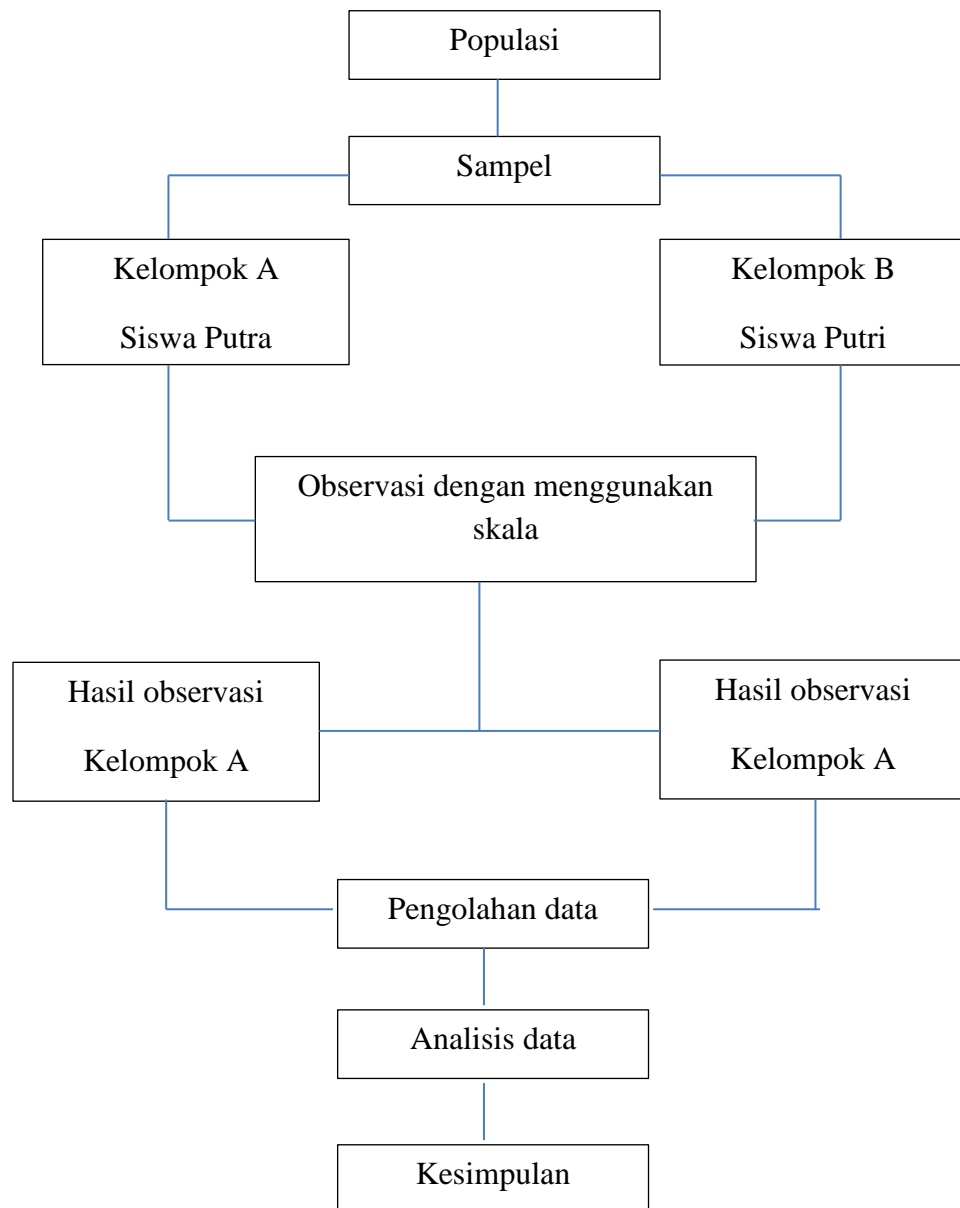 Populasi
Sampel
Kelompok A
Siswa Putra
Kelompok B
Siswa Putri
Observasi dengan menggunakan
skala
Hasil observasi
Kelompok A
Hasil observasi
Kelompok A
Pengolahan data
Analisis data
Kesimpulan